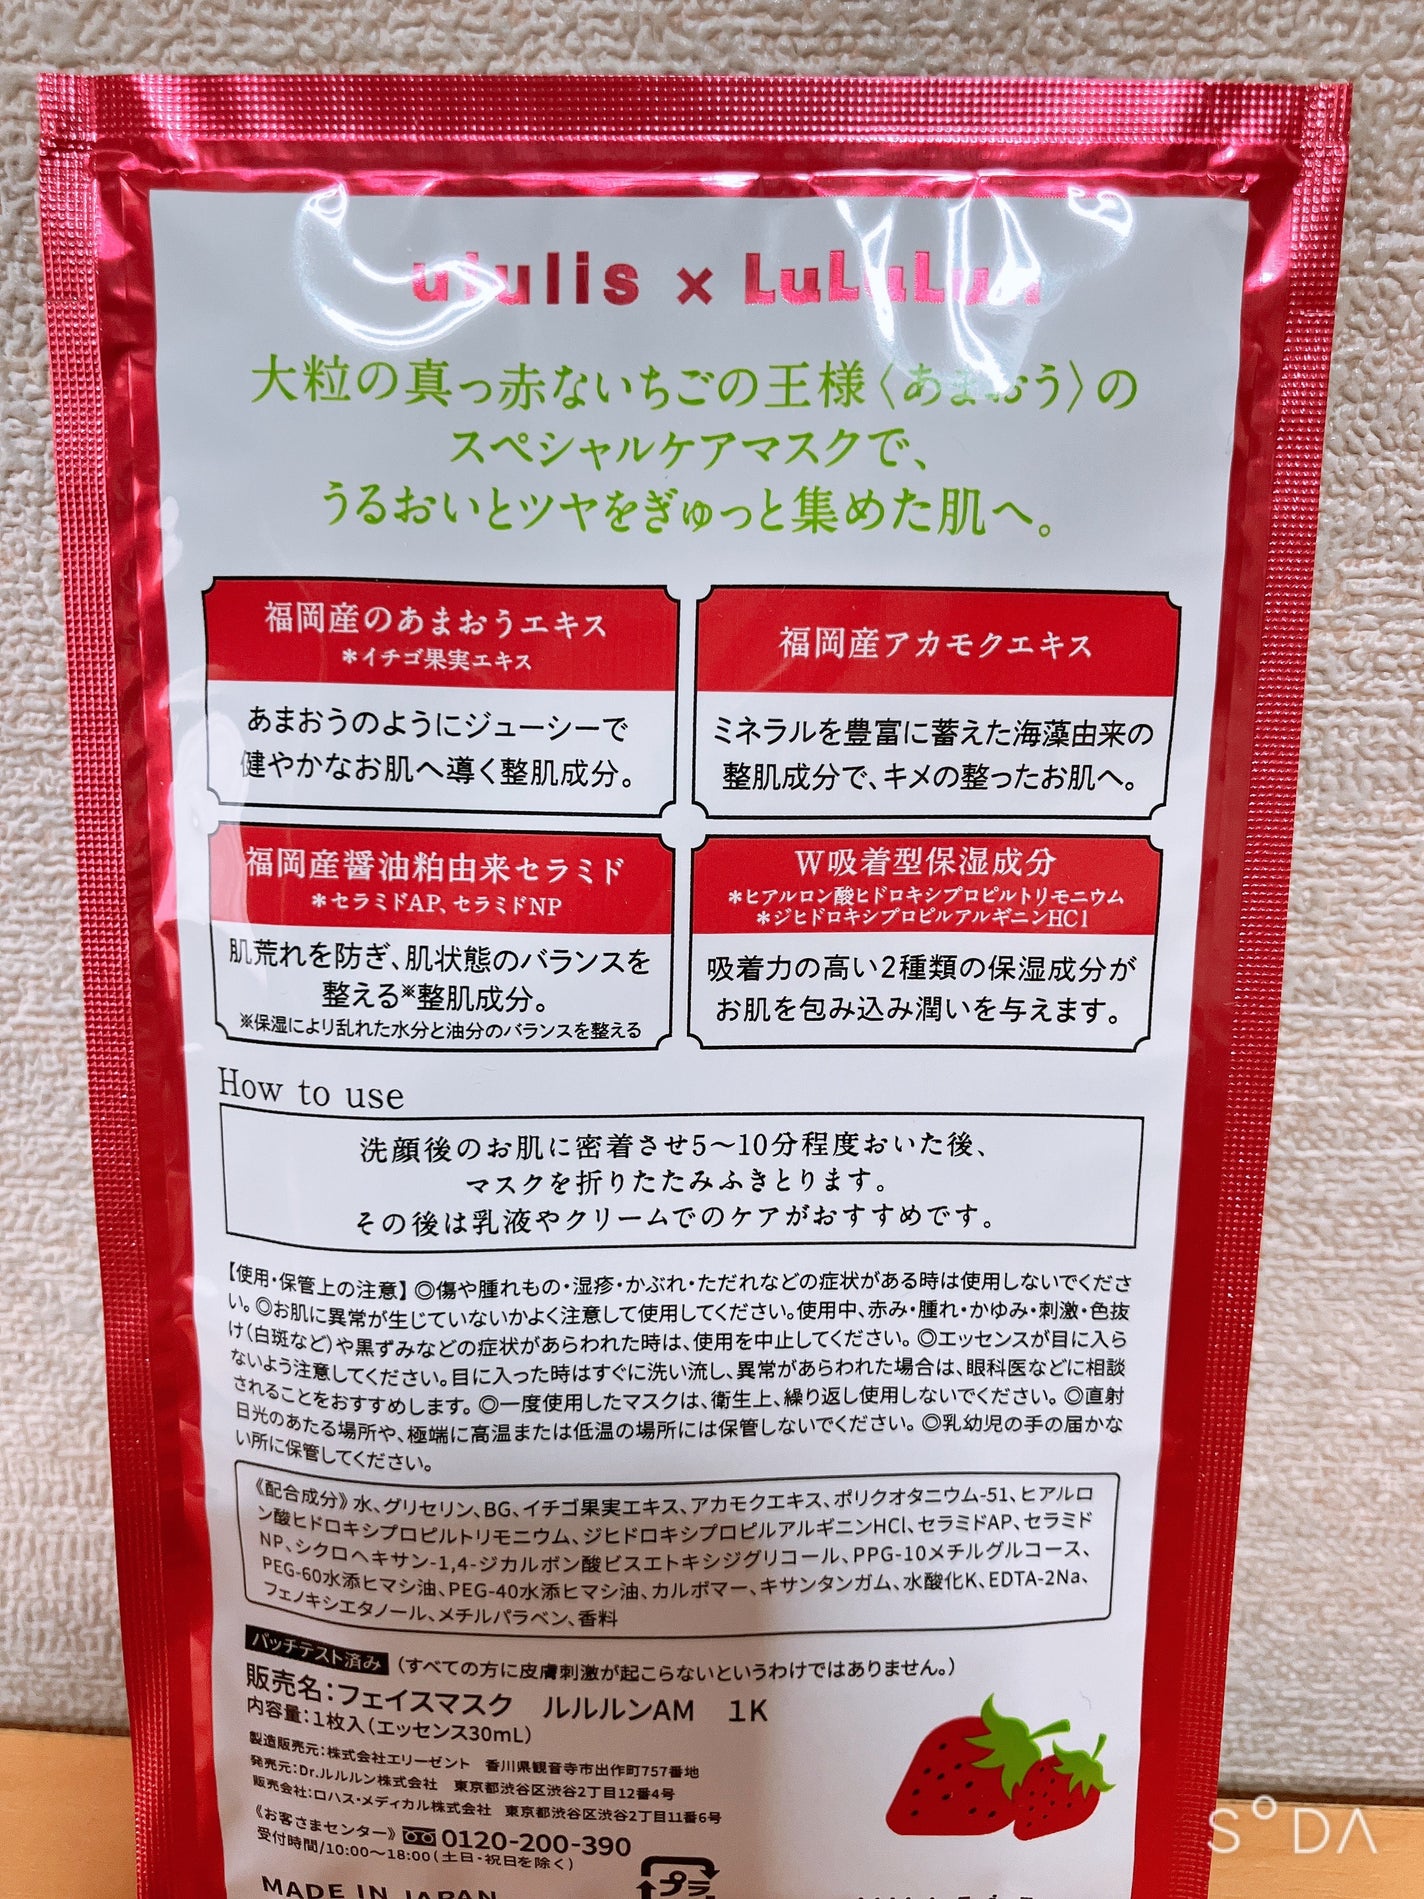 ululis × LuLuLun
大粒の真っ赤ないちごの王様〈あまおう〉の
スペシャルケアマスクで、
うるおいとツヤをぎゅっと集めた肌へ。
福岡産のあまおうエキス
＊イチゴ果実エキス
あまおうのようにジューシーで
健やかなお肌へ導く整肌成分。
福岡産アカモクエキス
ミネラルを豊富に蓄えた海藻由来の
整肌成分で、キメの整ったお肌へ。
福岡産醤油粕由来セラミド
＊セラミドAP、セラミドNP
肌荒れを防ぎ、肌状態のバランスを
整える※整肌成分。
※保湿により乱れた水分と油分のバランスを整える
W吸着型保湿成分
＊ヒアルロン酸ヒドロキシプロピルトリモニウム
＊ジヒドロキシプロピルアルギニンHCl
吸着力の高い2種類の保湿成分が
お肌を包み込み潤いを与えます。
How to use
洗顔後のお肌に密着させ5〜10分程度おいた後、
マスクを折りたたみふきとります。
その後は乳液やクリームでのケアがおすすめです。
【使用・保管上の注意】◎傷や腫れもの・湿疹・かぶれ・ただれなどの症状がある時は使用しないでくださ
い。◎お肌に異常が生じていないかよく注意して使用してください。使用中、赤み・腫れ・かゆみ・刺激・色抜
け（白斑など）や黒ずみなどの症状があらわれた時は、使用を中止してください。◎エッセンスが目に入ら
ないよう注意してください。目に入った時はすぐに洗い流し、異常があらわれた場合は、眼科医などに相談
されることをおすすめします。◎一度使用したマスクは、衛生上、繰り返し使用しないでください。◎直射
日光のあたる場所や、極端に高温または低温の場所には保管しないでください。◎乳幼児の手の届かな
い所に保管してください。
《配合成分》水、グリセリン、BG、イチゴ果実エキス、アカモクエキス、ポリクオタニウム-51、ヒアルロ
ン酸ヒドロキシプロピルトリモニウム、ジヒドロキシプロピルアルギニンHCl、セラミドAP、セラミド
NP、シクロヘキサン-1,4-ジカルボン酸ビスエトキシジグリコール、PPG-10メチルグルコース、
PEG-60水添ヒマシ油、PEG-40水添ヒマシ油、カルボマー、キサンタンガム、水酸化K、EDTA-2Na、
フェノキシエタノール、メチルパラベン、香料
パッチテスト済み（すべての方に皮膚刺激が起こらないというわけではありません。）
販売名：フェイスマスク　ルルルンAM　1K
内容量：1枚入（エッセンス30mL）
製造販売元：株式会社エリーゼント　香川県観音寺市出作町757番地
発売元：Dr.ルルルン株式会社　東京都渋谷区渋谷2丁目12番4号
販売会社：ロハス・メディカル株式会社　東京都渋谷区渋谷2丁目11番6号
《お客さまセンター》0120-200-390
受付時間/10:00〜18:00（土日・祝日を除く）
MADE IN JAPAN
プラ
SODA